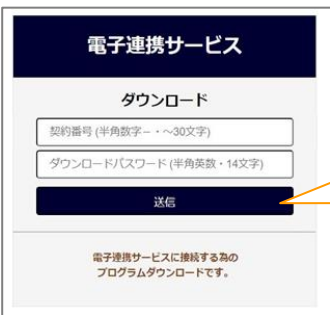 電子連携サービス
ダウンロード
契約番号 (半角数字－・～30文字)
ダウンロードパスワード (半角英数・14文字)
送信
電子連携サービスに接続する為の
プログラムダウンロードです。